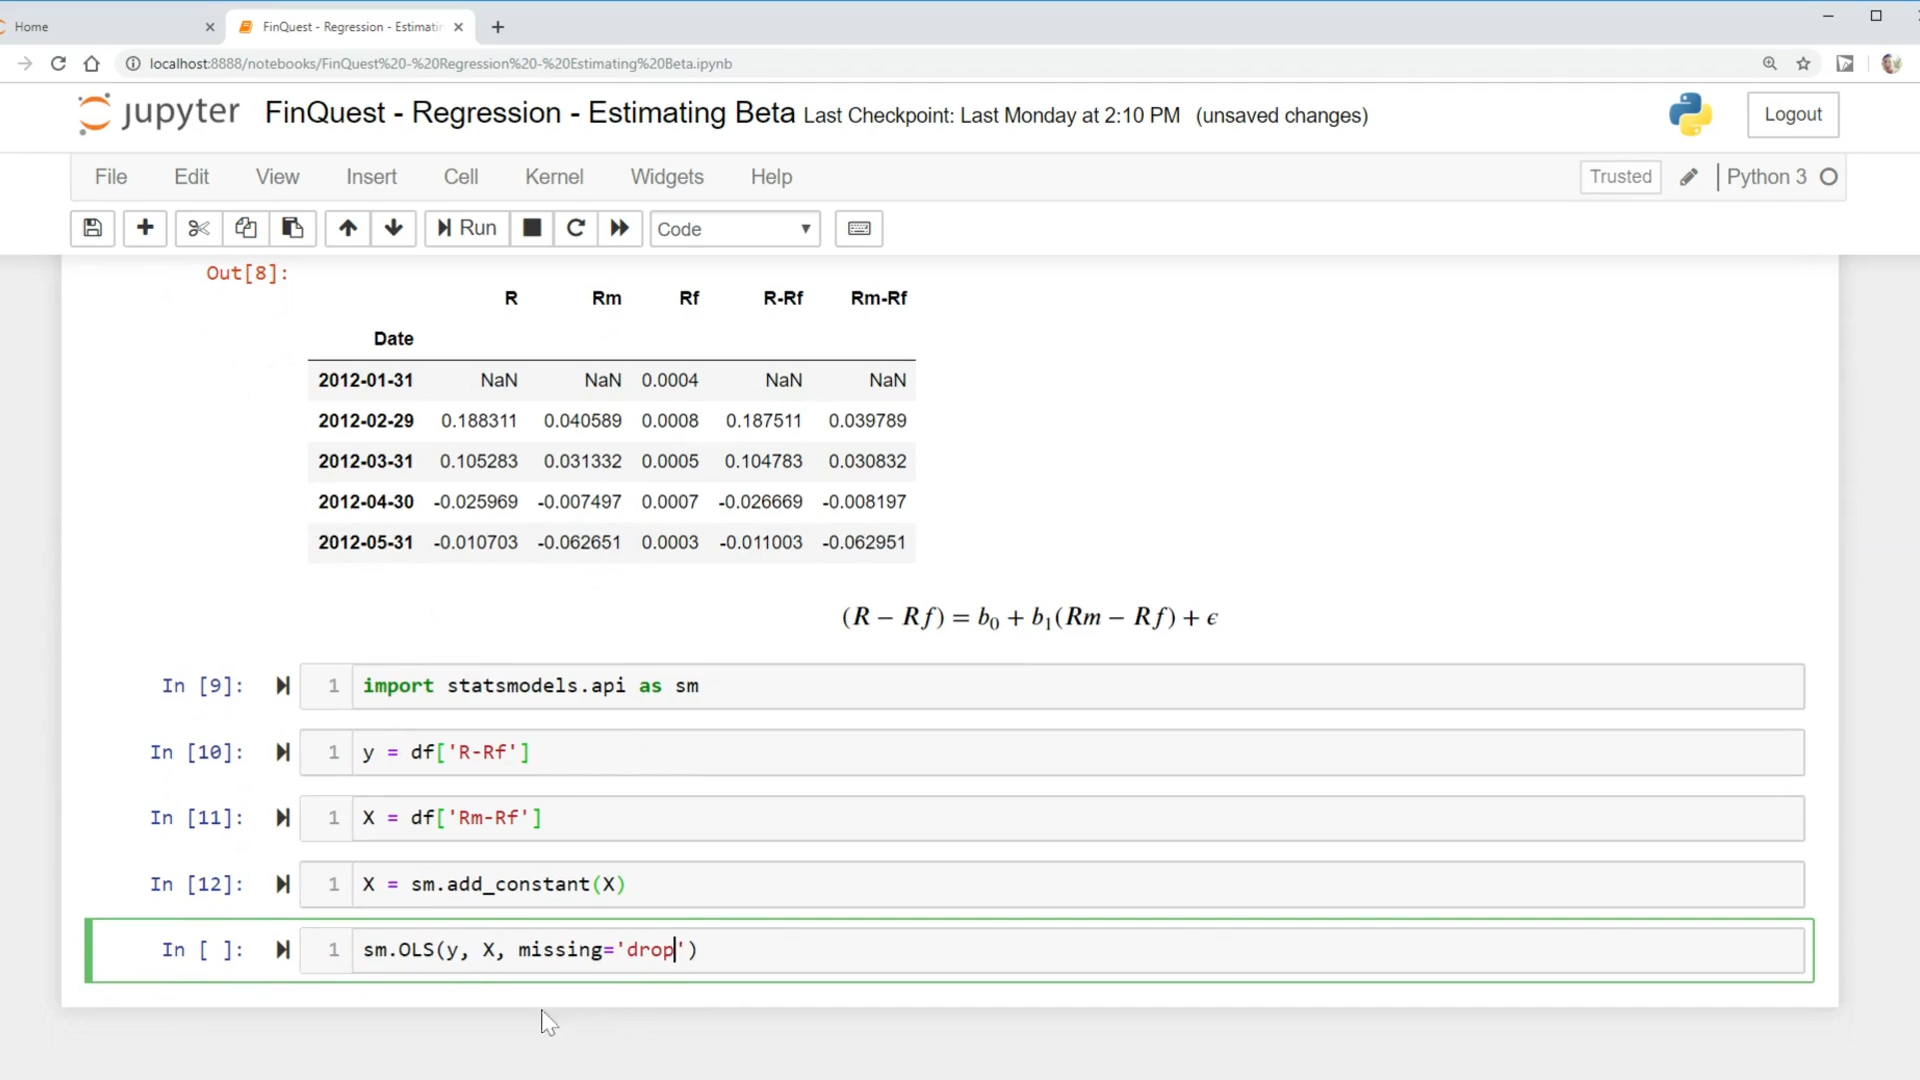 Home
FinQuest - Regression - Estimatin
localhost:8888/notebooks/FinQuest%20-%20Regression%20-%20Estimating%20Beta.ipynb
jupyter FinQuest - Regression - Estimating Beta Last Checkpoint: Last Monday at 2:10 PM (unsaved changes) Logout
File Edit View Insert Cell Kernel Widgets Help Trusted Python 3
Run Code
Out[8]:
R Rm Rf R-Rf Rm-Rf
Date
2012-01-31 NaN NaN 0.0004 NaN NaN
2012-02-29 0.188311 0.040589 0.0008 0.187511 0.039789
2012-03-31 0.105283 0.031332 0.0005 0.104783 0.030832
2012-04-30 -0.025969 -0.007497 0.0007 -0.026669 -0.008197
2012-05-31 -0.010703 -0.062651 0.0003 -0.011003 -0.062951
(R − Rf) = b₀ + b₁(Rm − Rf) + ϵ
In [9]: 1 import statsmodels.api as sm
In [10]: 1 y = df['R-Rf']
In [11]: 1 X = df['Rm-Rf']
In [12]: 1 X = sm.add_constant(X)
In [ ]: 1 sm.OLS(y, X, missing='drop')